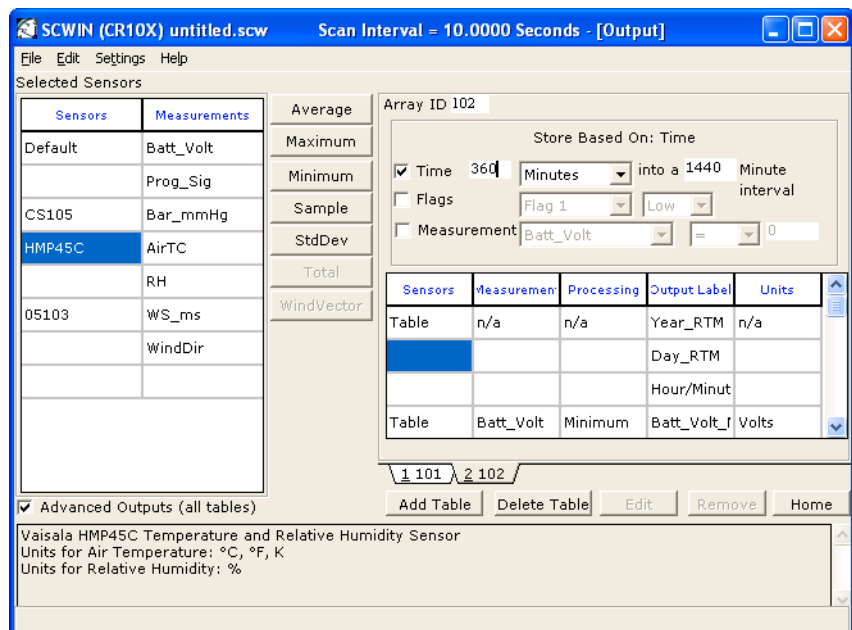 SCWIN (CR10X) untitled.scw Scan Interval = 10.0000 Seconds - [Output]
File Edit Settings Help
Selected Sensors
Sensors Measurements
Default Batt_Volt
Prog_Sig
CS105 Bar_mmHg
HMP45C AirTC
RH
05103 WS_ms
WindDir
Advanced Outputs (all tables)
Average
Maximum
Minimum
Sample
StdDev
Total
WindVector
Array ID 102
Store Based On: Time
Time 360 Minutes into a 1440 Minute interval
Flags Flag 1 Low
Measurement Batt_Volt = 0
Sensors Measuremen Processing Output Label Units
Table n/a n/a Year_RTM n/a
Day_RTM
Hour/Minut
Table Batt_Volt Minimum Batt_Volt_M Volts
1 101 2 102
Add Table Delete Table Edit Remove Home
Vaisala HMP45C Temperature and Relative Humidity Sensor
Units for Air Temperature: °C, °F, K
Units for Relative Humidity: %